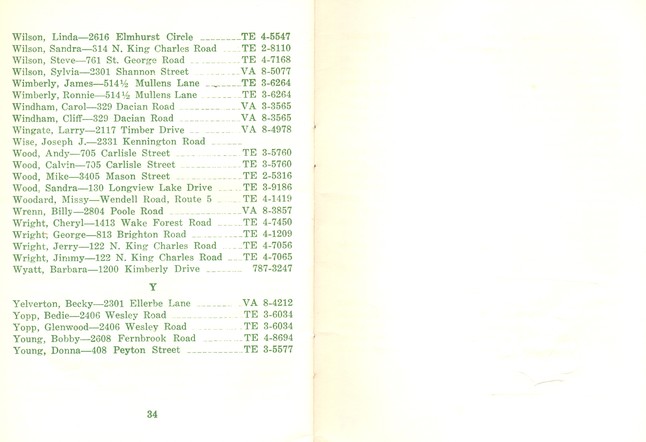 Wilson, Linda—2616 Elmhurst Circle TE 4-5547
Wilson, Sandra—314 N. King Charles Road TE 2-8110
Wilson, Steve—761 St. George Road TE 4-7168
Wilson, Sylvia—2301 Shannon Street VA 8-5077
Wimberly, James—514½ Mullens Lane TE 3-6264
Wimberly, Ronnie—514½ Mullens Lane TE 3-6264
Windham, Carol—329 Dacian Road VA 3-3565
Windham, Cliff—329 Dacian Road VA 8-3565
Wingate, Larry—2117 Timber Drive VA 8-4978
Wise, Joseph J.—2331 Kennington Road
Wood, Andy—705 Carlisle Street TE 3-5760
Wood, Calvin—705 Carlisle Street TE 3-5760
Wood, Mike—3405 Mason Street TE 2-5316
Wood, Sandra—130 Longview Lake Drive TE 3-9186
Woodard, Missy—Wendell Road, Route 5 TE 4-1419
Wrenn, Billy—2804 Poole Road VA 8-3857
Wright, Cheryl—1413 Wake Forest Road TE 4-7450
Wright, George—813 Brighton Road TE 4-1209
Wright, Jerry—122 N. King Charles Road TE 4-7056
Wright, Jimmy—122 N. King Charles Road TE 4-7065
Wyatt, Barbara—1200 Kimberly Drive 787-3247
Y
Yelverton, Becky—2301 Ellerbe Lane VA 8-4212
Yopp, Bedie—2406 Wesley Road TE 3-6034
Yopp, Glenwood—2406 Wesley Road TE 3-6034
Young, Bobby—2608 Fernbrook Road TE 4-8694
Young, Donna—408 Peyton Street TE 3-5577
34